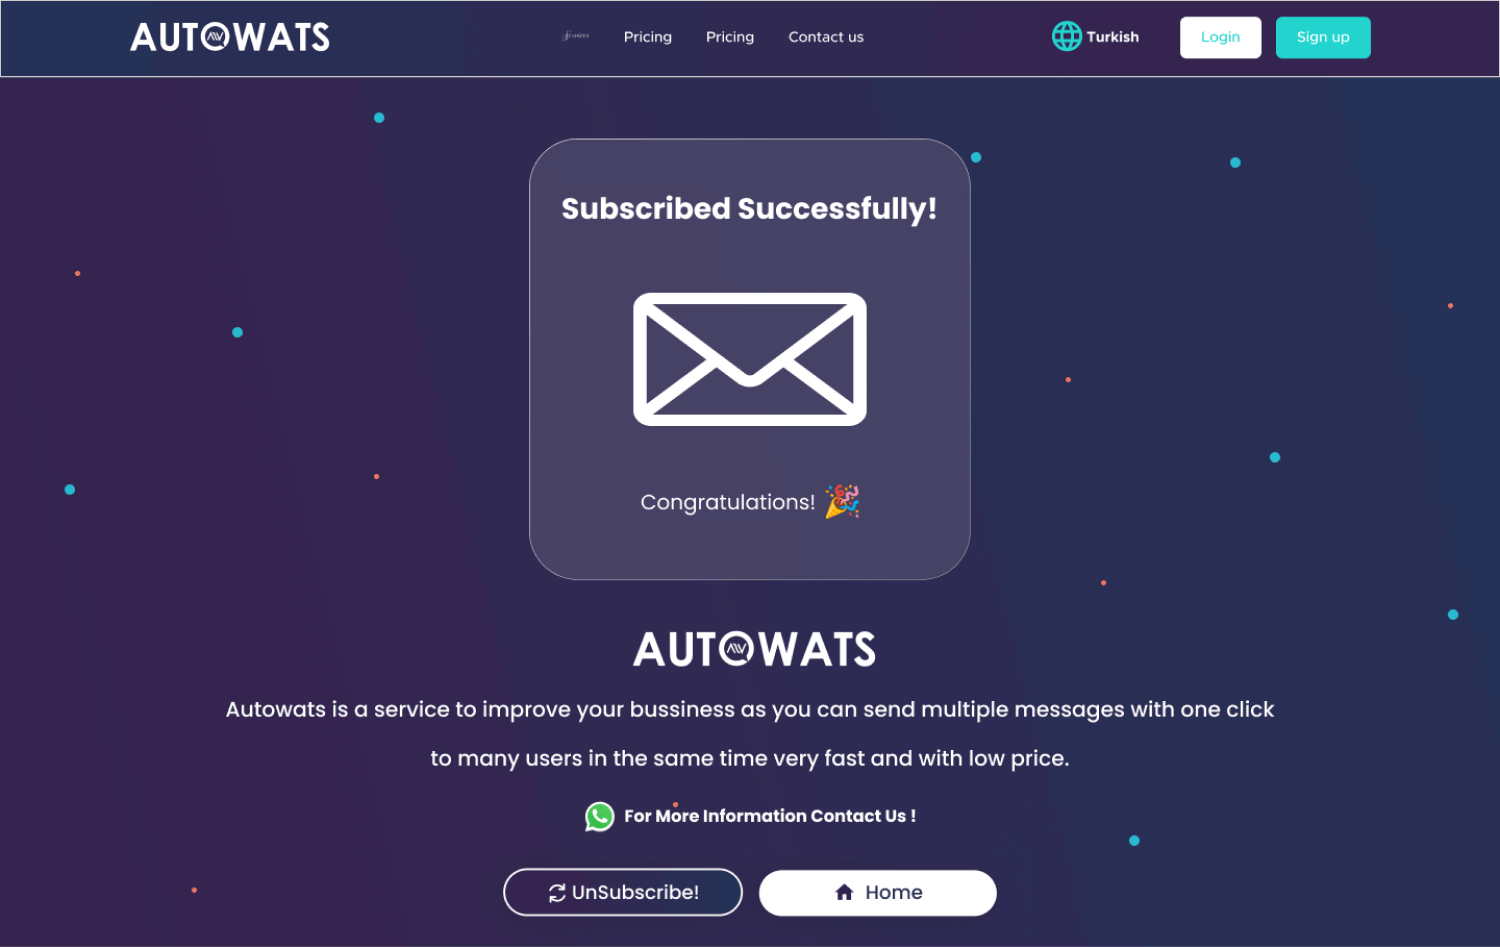 AUTOWATS
Pricing
Pricing
Contact us
Turkish
Login
Sign up
Subscribed Successfully!
Congratulations!
AUTOWATS
Autowats is a service to improve your bussiness as you can send multiple messages with one click
to many users in the same time very fast and with low price.
For More Information Contact Us !
UnSubscribe!
Home